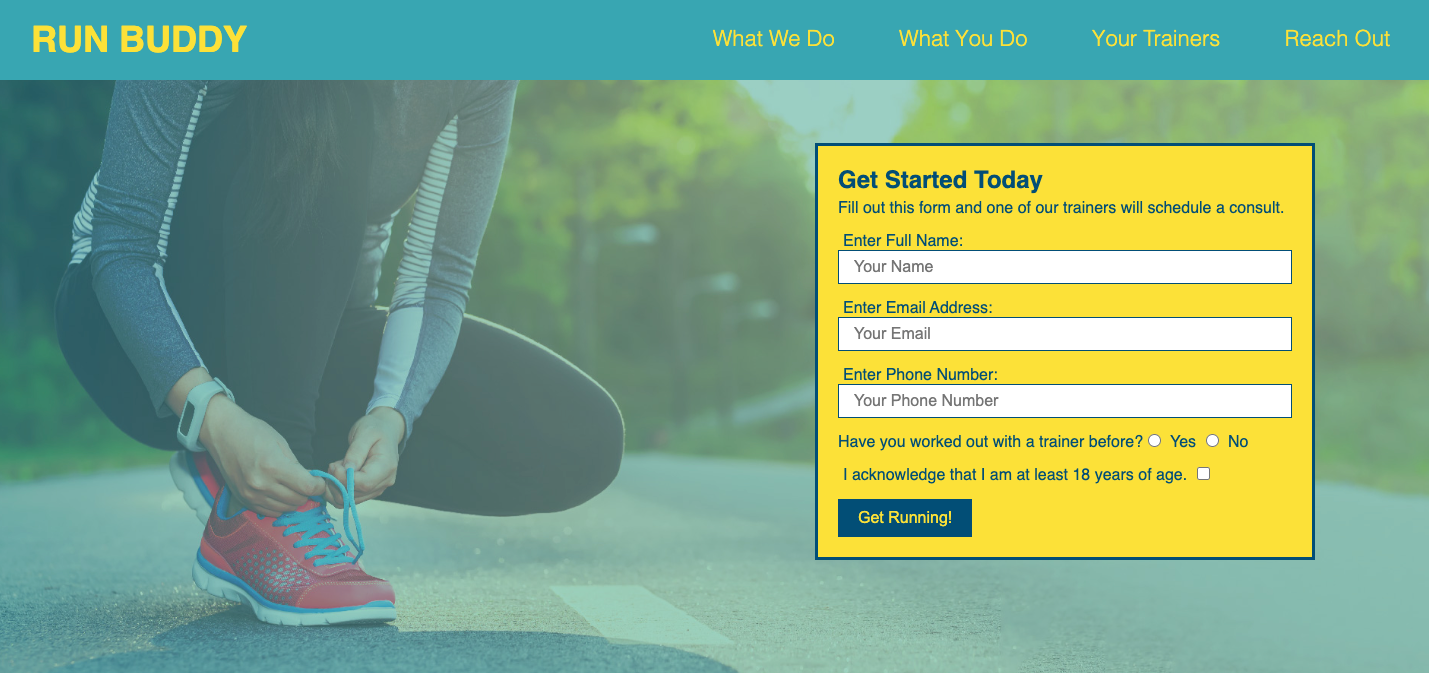 RUN BUDDY
What We Do
What You Do
Your Trainers
Reach Out
Get Started Today
Fill out this form and one of our trainers will schedule a consult.
Enter Full Name:
Your Name
Enter Email Address:
Your Email
Enter Phone Number:
Your Phone Number
Have you worked out with a trainer before? Yes No
I acknowledge that I am at least 18 years of age.
Get Running!